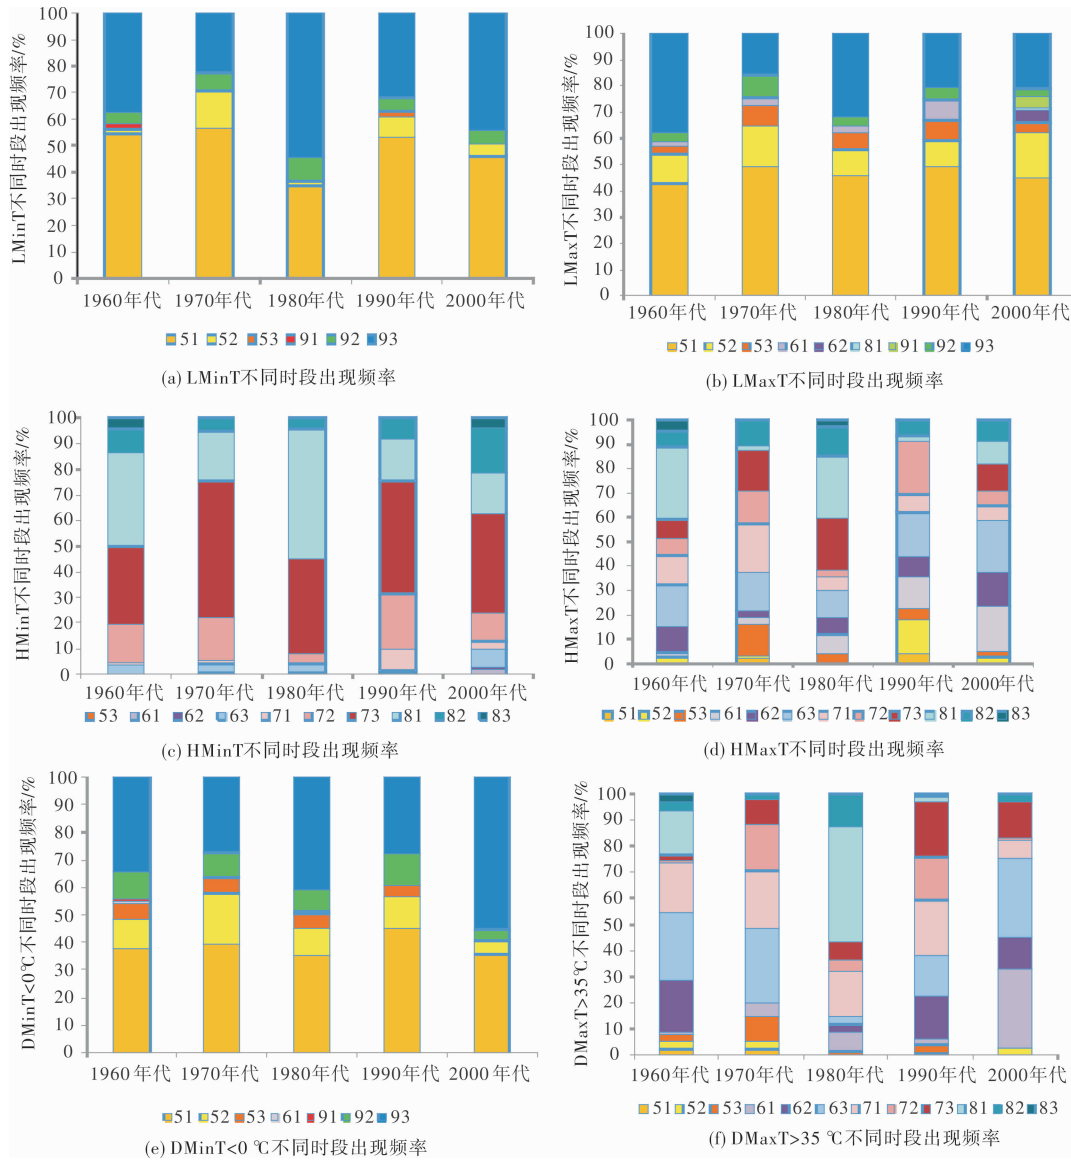 LMinT不同时段出现频率/%
100
90
80
70
60
50
40
30
20
10
0
1960年代 1970年代 1980年代 1990年代 2000年代
51 52 53 91 92 93
(a) LMinT不同时段出现频率
LMaxT不同时段出现频率/%
100
90
80
70
60
50
40
30
20
10
0
1960年代 1970年代 1980年代 1990年代 2000年代
51 52 53 61 62 81 91 92 93
(b) LMaxT不同时段出现频率
HMinT不同时段出现频率/%
100
90
80
70
60
50
40
30
20
10
0
1960年代 1970年代 1980年代 1990年代 2000年代
53 61 62 63 71 72 73 81 82 83
(c) HMinT不同时段出现频率
HMaxT不同时段出现频率/%
100
90
80
70
60
50
40
30
20
10
0
1960年代 1970年代 1980年代 1990年代 2000年代
51 52 53 61 62 63 71 72 73 81 82 83
(d) HMaxT不同时段出现频率
DMinT<0℃不同时段出现频率/%
100
90
80
70
60
50
40
30
20
10
0
1960年代 1970年代 1980年代 1990年代 2000年代
51 52 53 61 91 92 93
(e) DMinT<0 ℃不同时段出现频率
DMaxT>35℃不同时段出现频率/%
100
90
80
70
60
50
40
30
20
10
0
1960年代 1970年代 1980年代 1990年代 2000年代
51 52 53 61 62 63 71 72 73 81 82 83
(f) DMaxT>35 ℃不同时段出现频率